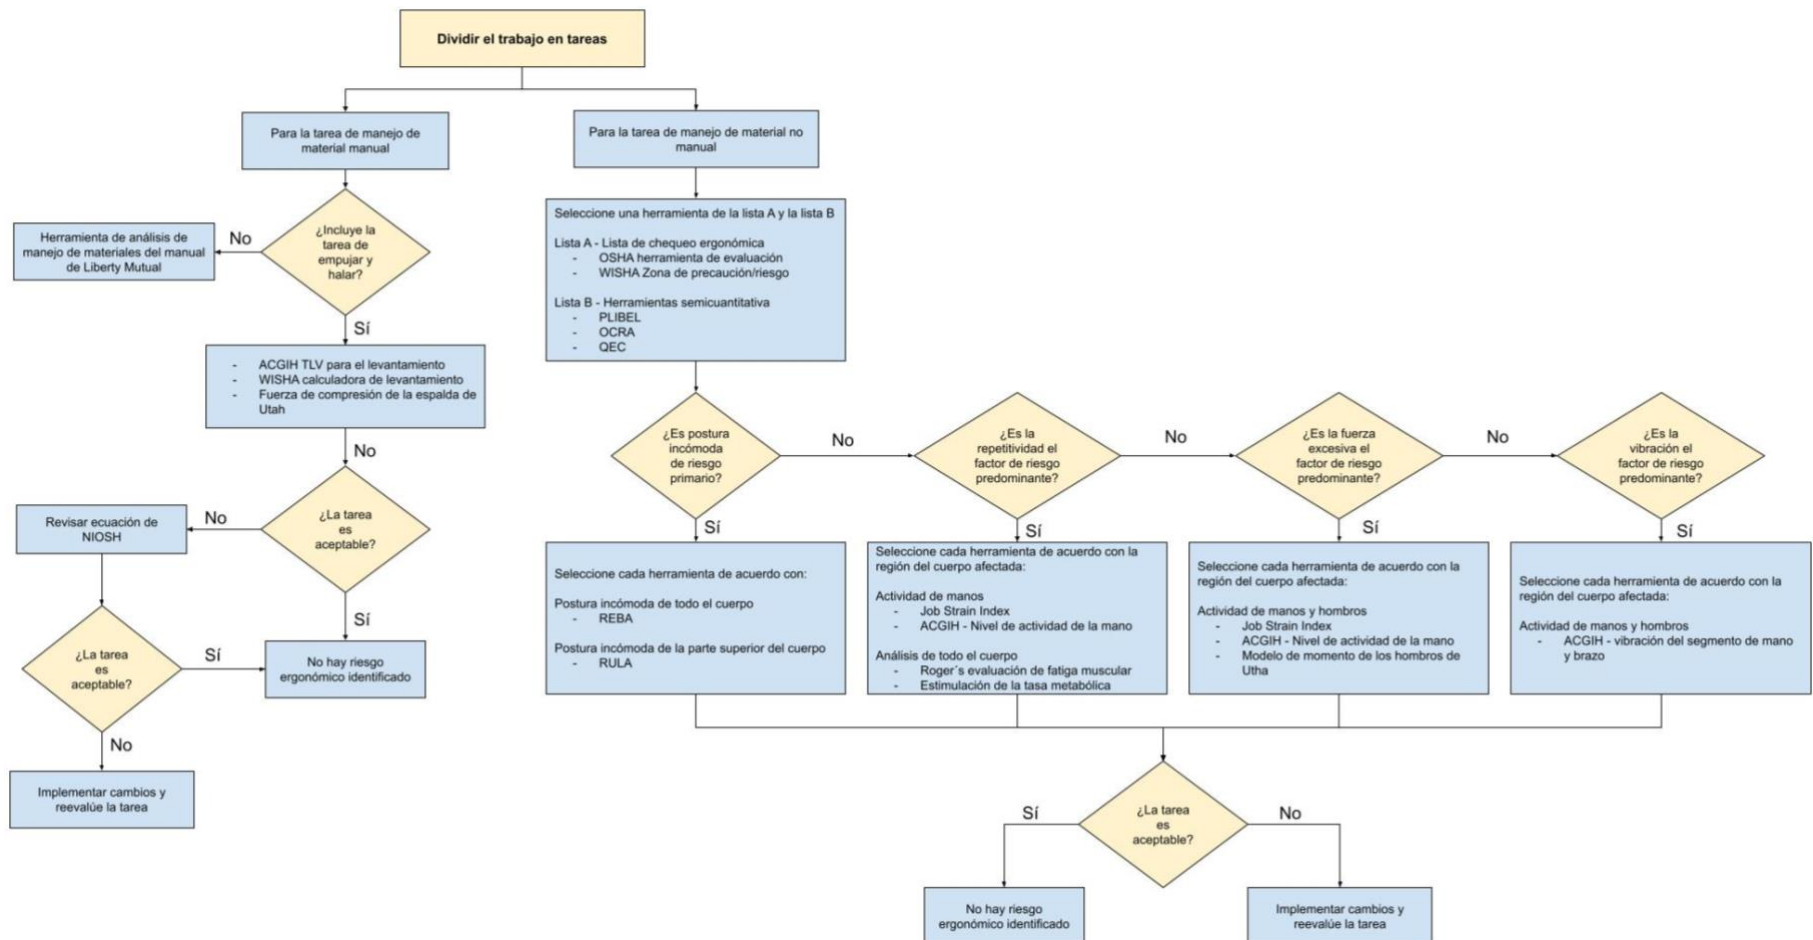 Dividir el trabajo en tareas
Para la tarea de manejo de
material manual
Para la tarea de manejo de material no
manual
¿Incluye la
tarea de
empujar y
halar?
No
Herramienta de análisis de
manejo de materiales del manual
de Liberty Mutual
Sí
- ACGIH TLV para el levantamiento
- WISHA calculadora de levantamiento
- Fuerza de compresión de la espalda de
Utah
No
¿La tarea
es
aceptable?
No
Revisar ecuación de
NIOSH
Sí
¿La tarea
es
aceptable?
Sí
No hay riesgo
ergonómico identificado
No
Implementar cambios y
reevalúe la tarea
Seleccione una herramienta de la lista A y la lista B
Lista A - Lista de chequeo ergonómica
- OSHA herramienta de evaluación
- WISHA Zona de precaución/riesgo
Lista B - Herramientas semicuantitativa
- PLIBEL
- OCRA
- QEC
¿Es postura
incómoda
de riesgo
primario?
No
¿Es la
repetitividad el
factor de riesgo
predominante?
No
¿Es la fuerza
excesiva el
factor de riesgo
predominante?
No
¿Es la
vibración el
factor de riesgo
predominante?
Sí
Sí
Sí
Sí
Seleccione cada herramienta de acuerdo con:
Postura incómoda de todo el cuerpo
- REBA
Postura incómoda de la parte superior del cuerpo
- RULA
Seleccione cada herramienta de acuerdo con la
región del cuerpo afectada:
Actividad de manos
- Job Strain Index
- ACGIH - Nivel de actividad de la mano
Análisis de todo el cuerpo
- Roger´s evaluación de fatiga muscular
- Estimulación de la tasa metabólica
Seleccione cada herramienta de acuerdo con la
región del cuerpo afectada:
Actividad de manos y hombros
- Job Strain Index
- ACGIH - Nivel de actividad de la mano
- Modelo de momento de los hombros de
Utha
Seleccione cada herramienta de acuerdo con la
región del cuerpo afectada:
Actividad de manos y hombros
- ACGIH - vibración del segmento de mano
y brazo
¿La tarea
es
aceptable?
Sí
No
No hay riesgo
ergonómico identificado
Implementar cambios y
reevalúe la tarea